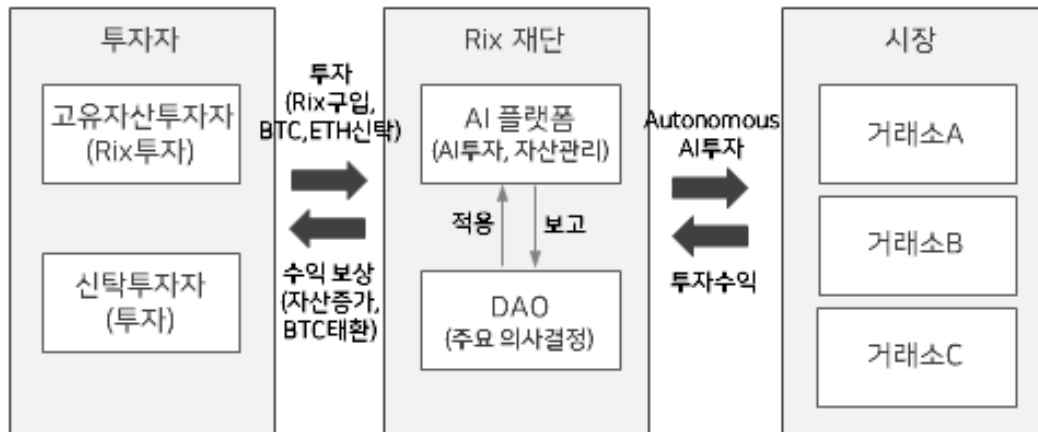 투자자
고유자산투자자
(Rix투자)
신탁투자자
(투자)
투자
(Rix구입,
BTC,ETH신탁)
수익 보상
(자산증가,
BTC태환)
Rix 재단
AI 플랫폼
(AI투자, 자산관리)
적용
보고
DAO
(주요 의사결정)
Autonomous
AI투자
투자수익
시장
거래소A
거래소B
거래소C